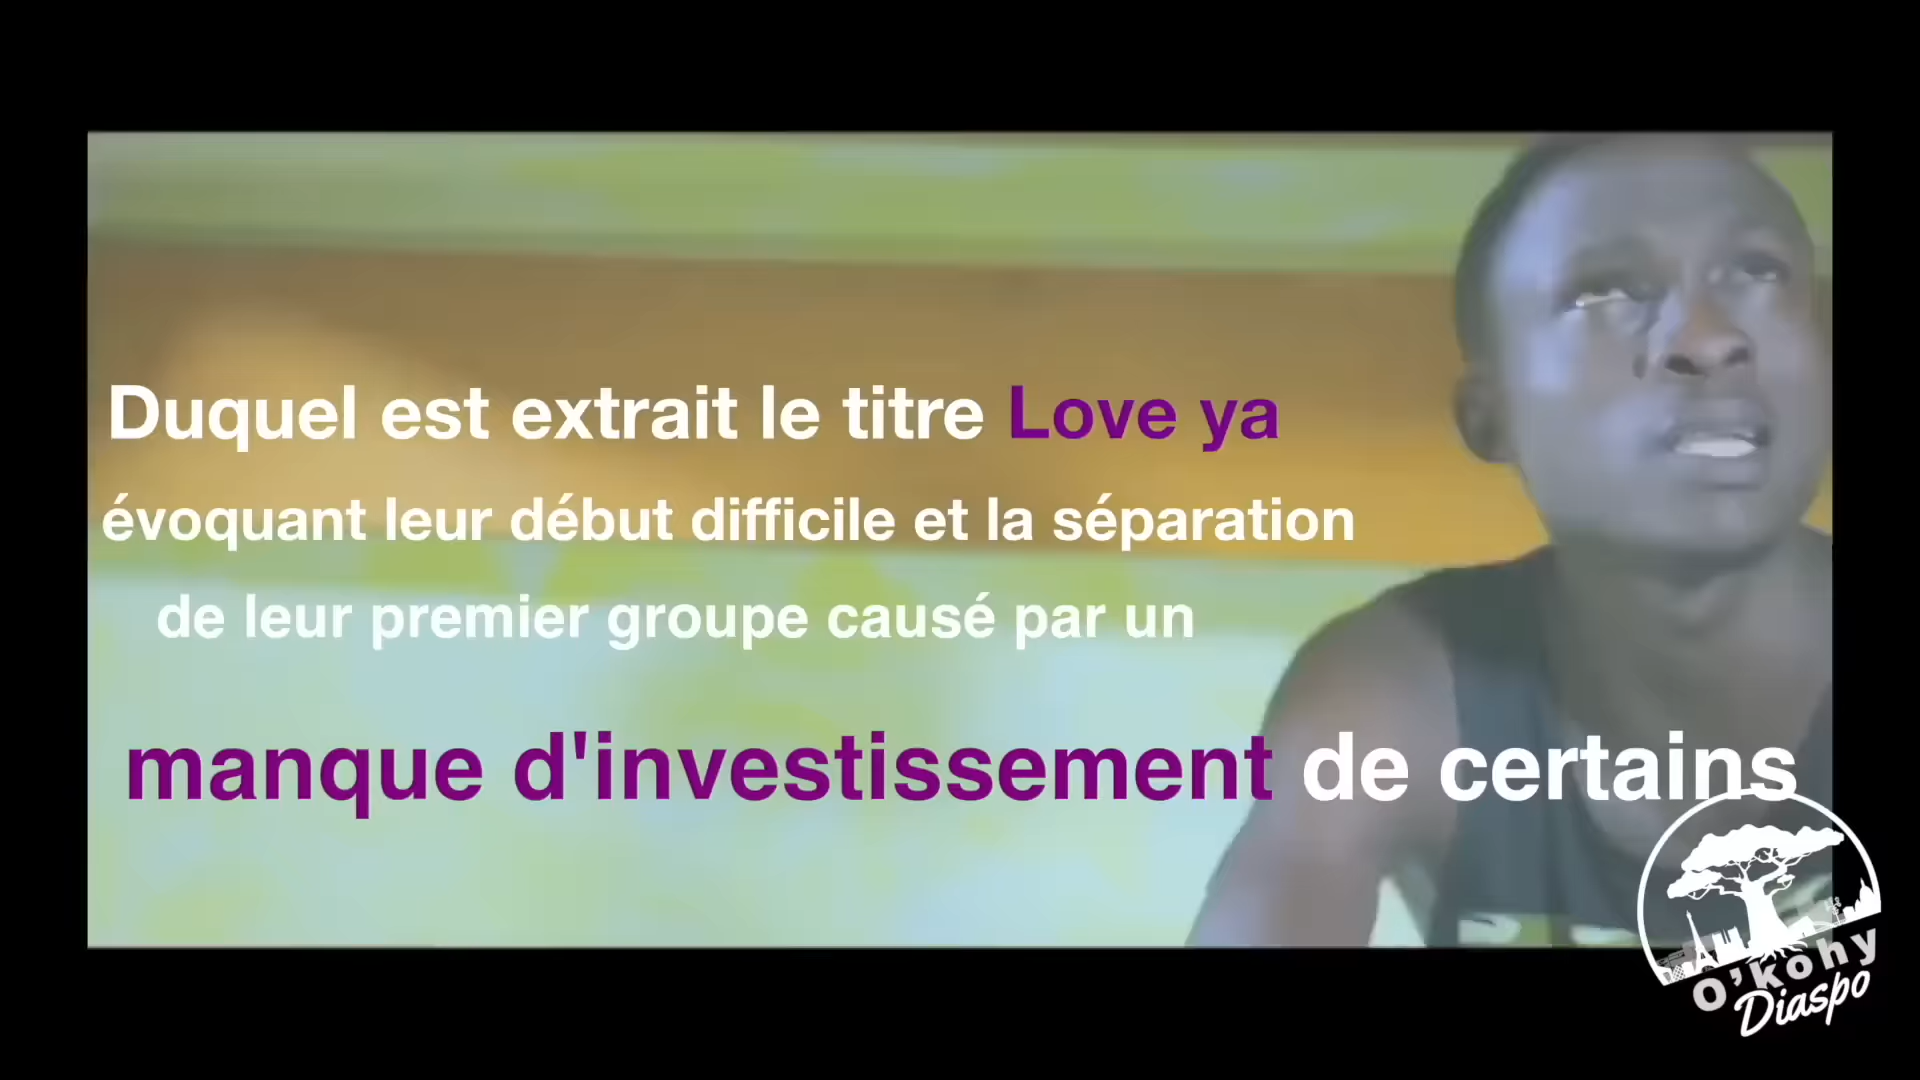 Duquel est extrait le titre Love ya
évoquant leur début difficile et la séparation
de leur premier groupe causé par un
manque d'investissement de certains
O'kohy
Diaspo